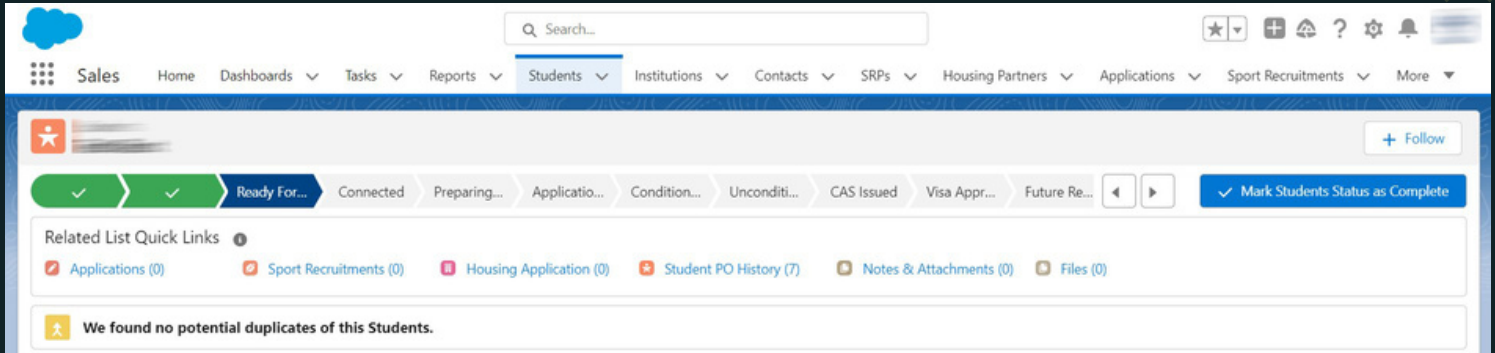 Search...
Sales Home Dashboards Tasks Reports Students Institutions Contacts SRPs Housing Partners Applications Sport Recruitments More
+ Follow
Ready For... Connected Preparing... Applicatio... Condition... Unconditi... CAS Issued Visa Appr... Future Re... Mark Students Status as Complete
Related List Quick Links
Applications (0) Sport Recruitments (0) Housing Application (0) Student PO History (7) Notes & Attachments (0) Files (0)
We found no potential duplicates of this Students.